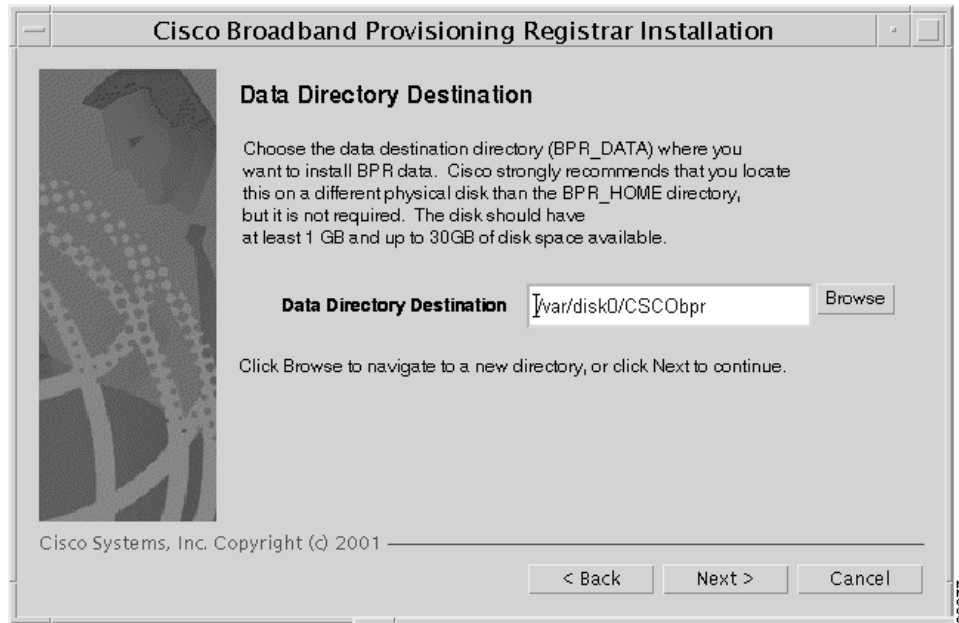 Cisco Broadband Provisioning Registrar Installation
Data Directory Destination
Choose the data destination directory (BPR_DATA) where you
want to install BPR data. Cisco strongly recommends that you locate
this on a different physical disk than the BPR_HOME directory,
but it is not required. The disk should have
at least 1 GB and up to 30GB of disk space available.
Data Directory Destination /var/disk0/CSCObpr Browse
Click Browse to navigate to a new directory, or click Next to continue.
Cisco Systems, Inc. Copyright (c) 2001
< Back Next > Cancel